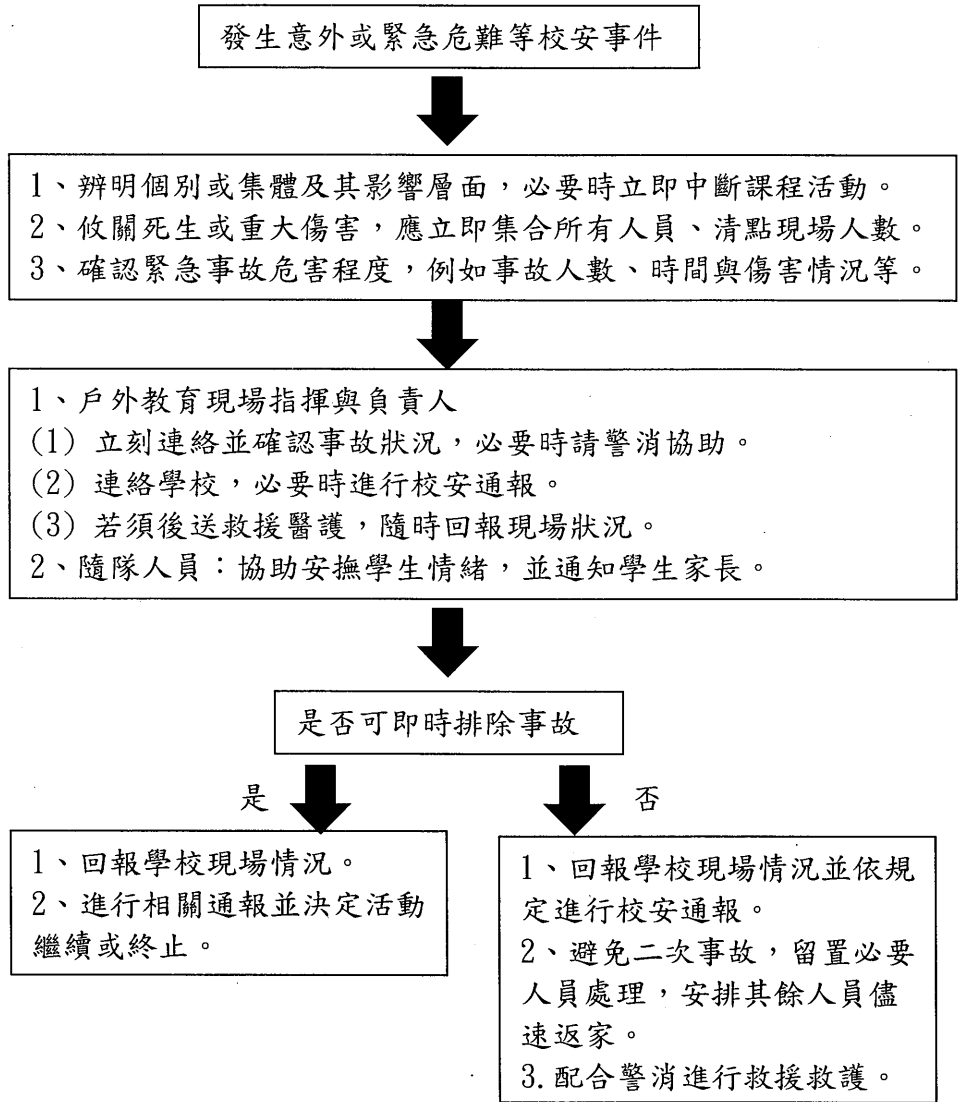 發生意外或緊急危難等校安事件
1、辨明個別或集體及其影響層面，必要時立即中斷課程活動。
2、攸關死生或重大傷害，應立即集合所有人員、清點現場人數。
3、確認緊急事故危害程度，例如事故人數、時間與傷害情況等。
1、戶外教育現場指揮與負責人
(1) 立刻連絡並確認事故狀況，必要時請警消協助。
(2) 連絡學校，必要時進行校安通報。
(3) 若須後送救援醫護，隨時回報現場狀況。
2、隨隊人員：協助安撫學生情緒，並通知學生家長。
是否可即時排除事故
是
否
1、回報學校現場情況。
2、進行相關通報並決定活動
繼續或終止。
1、回報學校現場情況並依規
定進行校安通報。
2、避免二次事故，留置必要
人員處理，安排其餘人員儘
速返家。
3.配合警消進行救援救護。